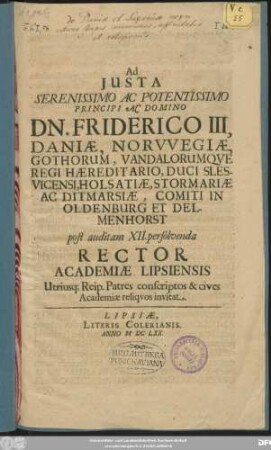 Ad
JUSTA
SERENISSIMO AC POTENTISSIMO
PRINCIPI AC DOMINO
DN. FRIDERICO III,
DANIÆ, NORVVEGIÆ,
GOTHORUM, VANDALORUMQVE
REGI HÆREDITARIO, DUCI SLES-
VICENSI, HOLSATIÆ, STORMARIÆ
AC DITMARSIÆ, COMITI IN
OLDENBURG ET DEL-
MENHORST
post auditam XII. persolvenda
RECTOR
ACADEMIÆ LIPSIENSIS
Utriusq; Reip. Patres conscriptos & cives
Academiæ reliqvos invitat.
LIPSIÆ,
LITERIS COLERIANIS.
ANNO M DC LXX.